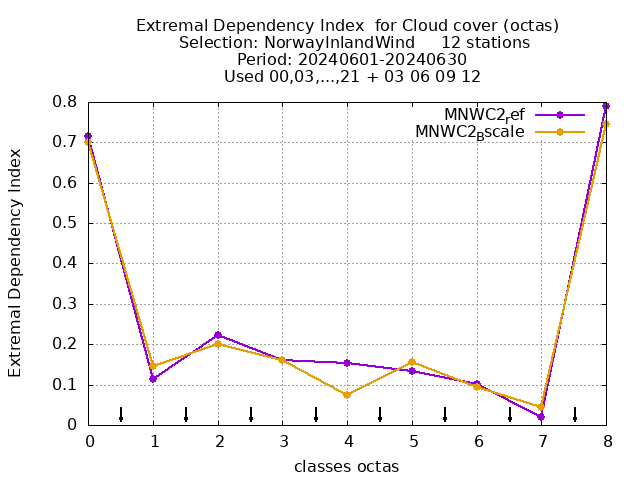 Extremal Dependency Index  for Cloud cover (octas)
Selection: NorwayInlandWind     12 stations
Period: 20240601-20240630
Used 00,03,...,21 + 03 06 09 12
MNWC2ref
MNWC2Bscale
Extremal Dependency Index
0.8
0.7
0.6
0.5
0.4
0.3
0.2
0.1
0
0 1 2 3 4 5 6 7 8
classes octas